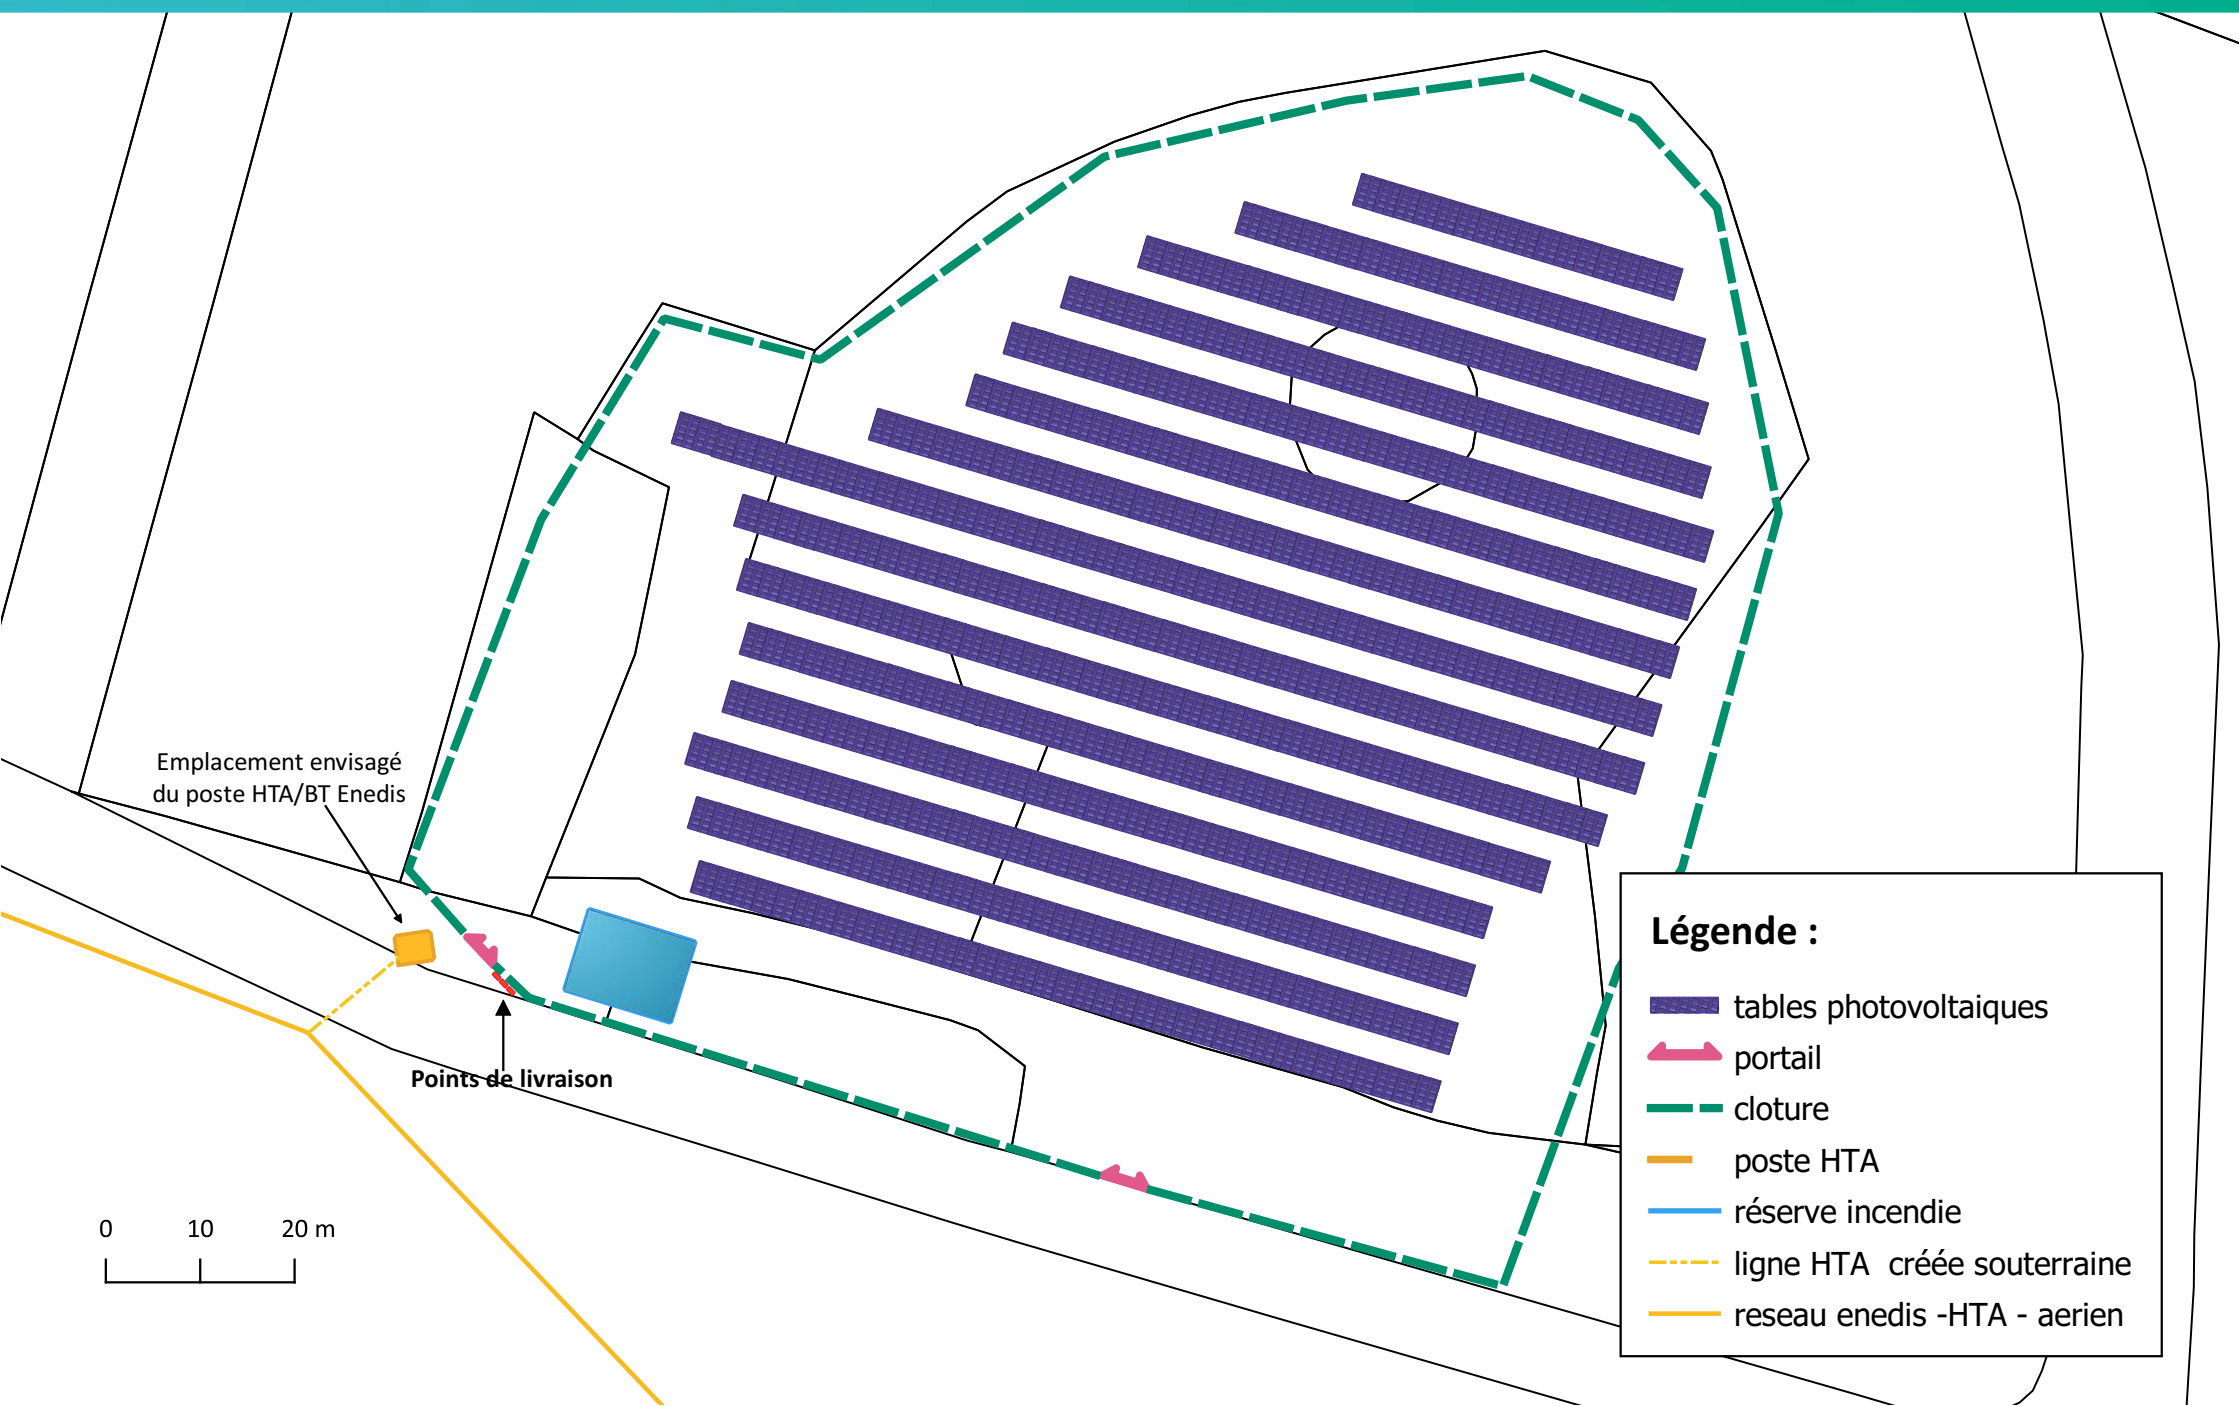 Emplacement envisagé
du poste HTA/BT Enedis
Points de livraison
0 10 20 m
Légende :
tables photovoltaiques
portail
cloture
poste HTA
réserve incendie
ligne HTA créée souterraine
reseau enedis -HTA - aerien